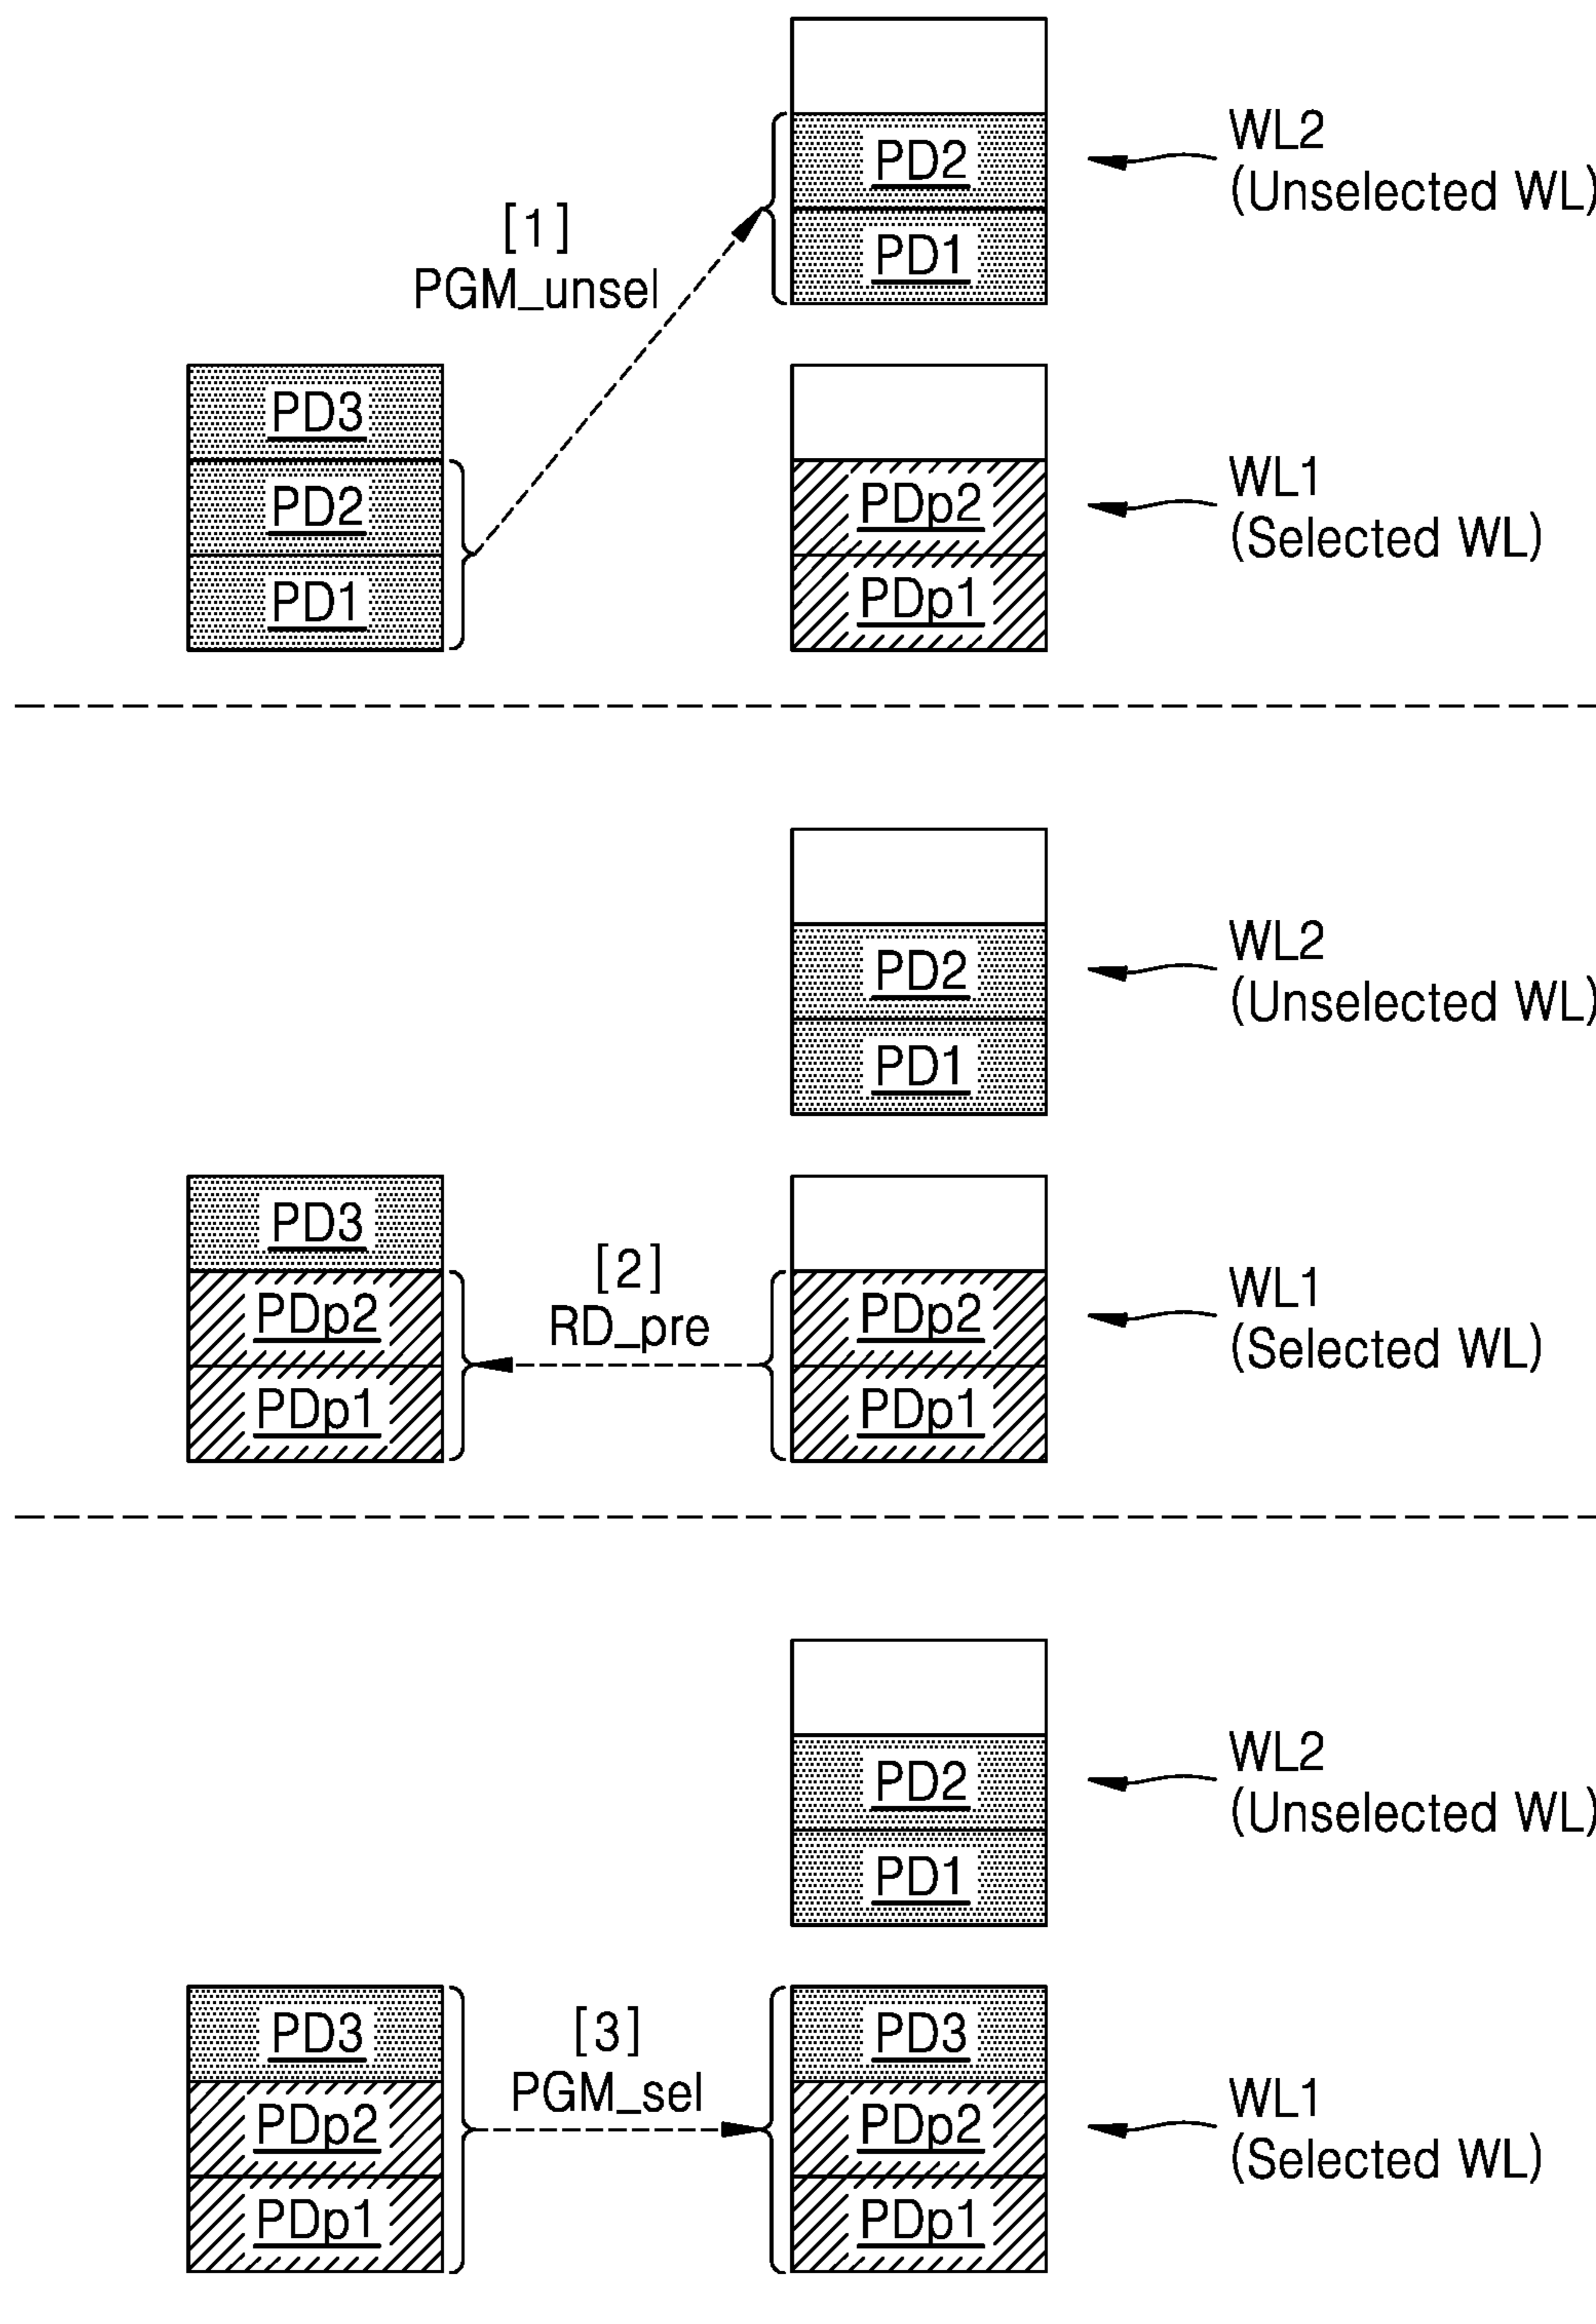 PD2
WL2
(Unselected WL)
PD1
[1]
PGM_unsel
PD3
PD2
PD1
PDp2
PDp1
WL1
(Selected WL)
PD2
PD1
WL2
(Unselected WL)
PD3
PDp2
PDp1
[2]
RD_pre
PDp2
PDp1
WL1
(Selected WL)
PD2
PD1
WL2
(Unselected WL)
PD3
PDp2
PDp1
[3]
PGM_sel
PD3
PDp2
PDp1
WL1
(Selected WL)